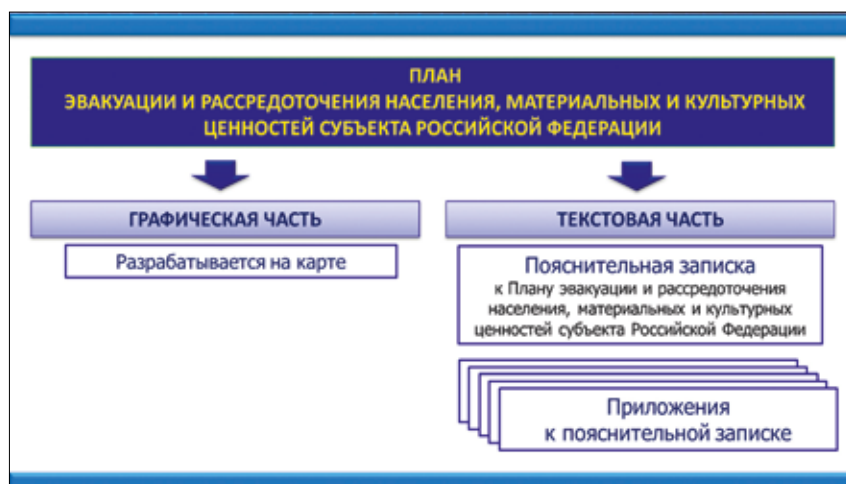 ПЛАН
ЭВАКУАЦИИ И РАССРЕДОТОЧЕНИЯ НАСЕЛЕНИЯ, МАТЕРИАЛЬНЫХ И КУЛЬТУРНЫХ
ЦЕННОСТЕЙ СУБЪЕКТА РОССИЙСКОЙ ФЕДЕРАЦИИ
ГРАФИЧЕСКАЯ ЧАСТЬ
Разрабатывается на карте
ТЕКСТОВАЯ ЧАСТЬ
Пояснительная записка
к Плану эвакуации и рассредоточения
населения, материальных и культурных
ценностей субъекта Российской Федерации
Приложения
к пояснительной записке